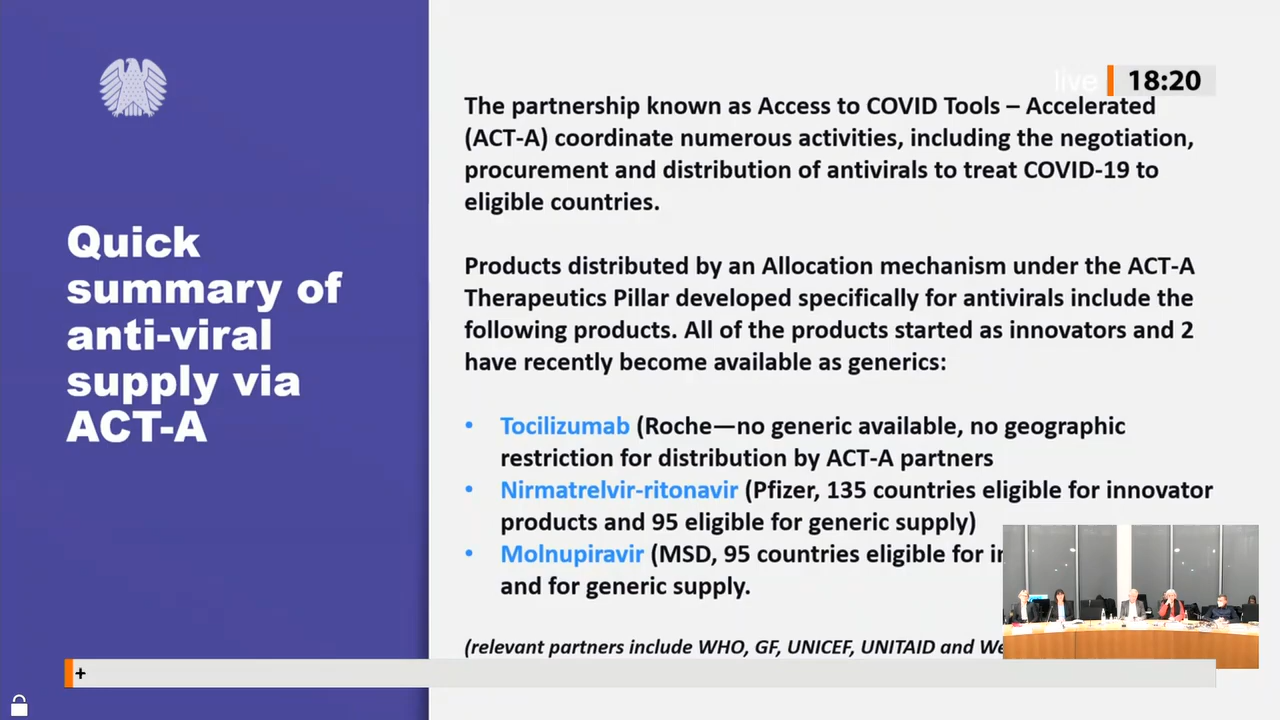 live
18:20
Quick
summary of
anti-viral
supply via
ACT-A
The partnership known as Access to COVID Tools – Accelerated
(ACT-A) coordinate numerous activities, including the negotiation,
procurement and distribution of antivirals to treat COVID-19 to
eligible countries.
Products distributed by an Allocation mechanism under the ACT-A
Therapeutics Pillar developed specifically for antivirals include the
following products. All of the products started as innovators and 2
have recently become available as generics:
• Tocilizumab (Roche—no generic available, no geographic
restriction for distribution by ACT-A partners
• Nirmatrelvir-ritonavir (Pfizer, 135 countries eligible for innovator
products and 95 eligible for generic supply)
• Molnupiravir (MSD, 95 countries eligible for
and for generic supply.
(relevant partners include WHO, GF, UNICEF, UNITAID and
+